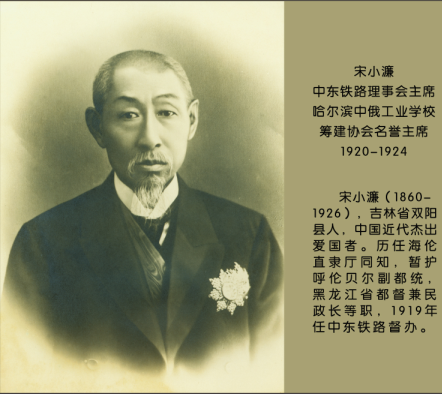 宋小濂
中东铁路理事会主席
哈尔滨中俄工业学校
筹建协会名誉主席
1920-1924
宋小濂（1860-
1926），吉林省双阳
县人，中国近代杰出
爱国者。历任海伦
直隶厅同知，暂护
呼伦贝尔副都统，
黑龙江省都督兼民
政长等职，1919年
任中东铁路督办。